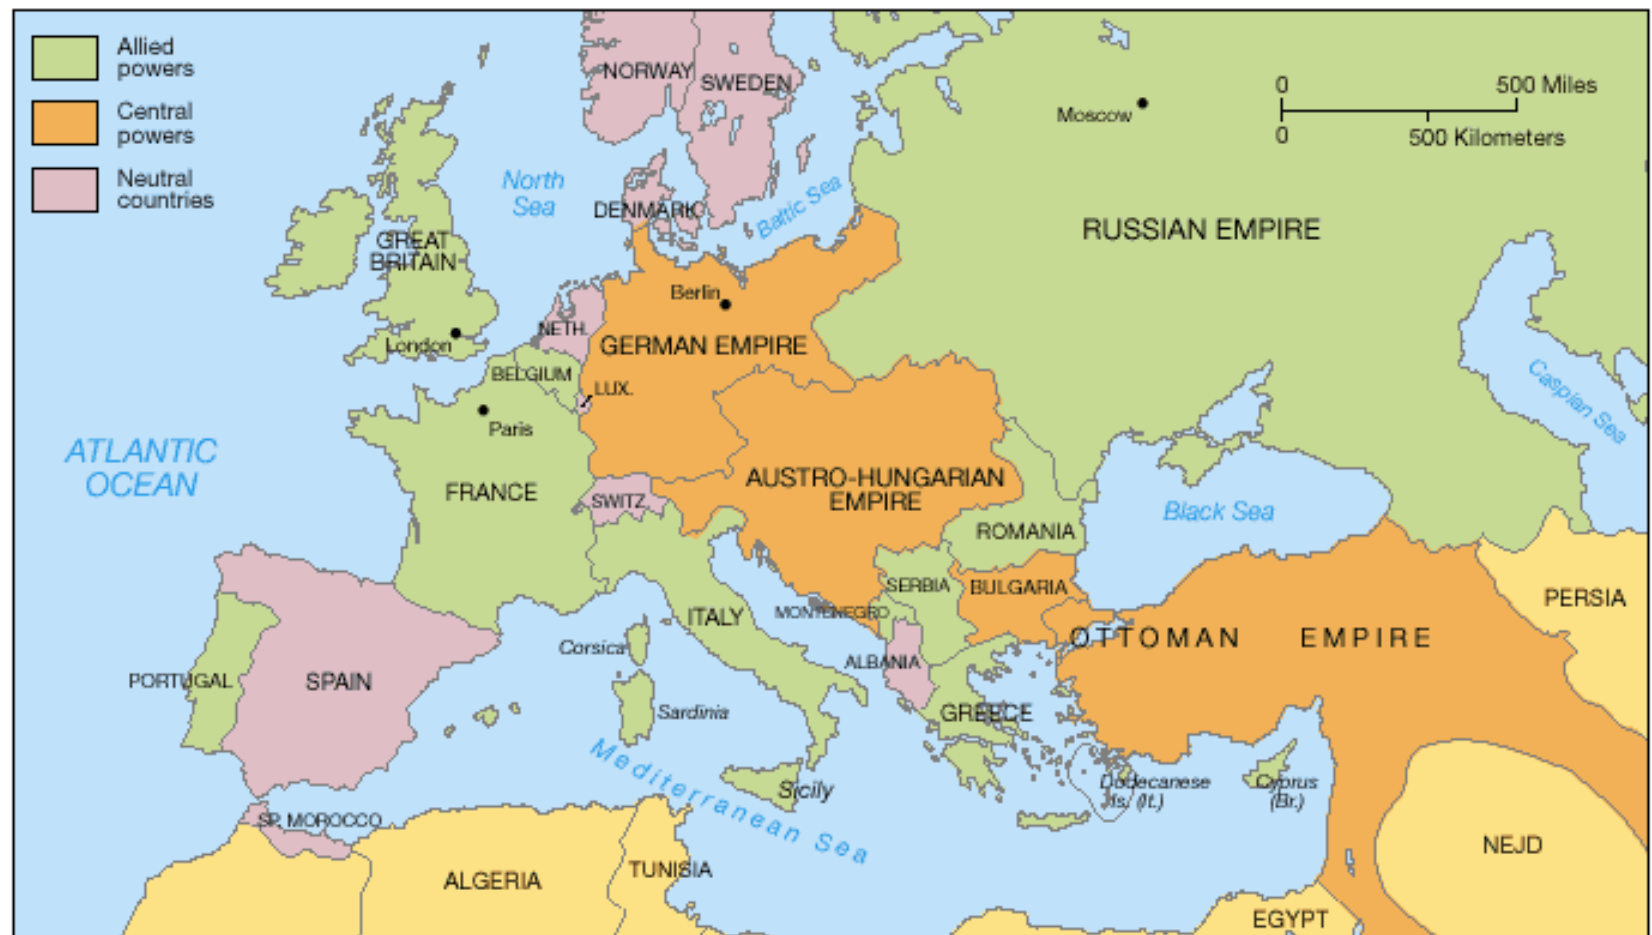 Allied
powers
Central
powers
Neutral
countries
NORWAY
SWEDEN
0
500 Miles
0
500 Kilometers
Moscow
North
Sea
DENMARK
Baltic Sea
RUSSIAN EMPIRE
GREAT
BRITAIN
Berlin
NETH.
London
GERMAN EMPIRE
BELGIUM
LUX.
Paris
Caspian Sea
ATLANTIC
OCEAN
FRANCE
SWITZ.
AUSTRO-HUNGARIAN
EMPIRE
Black Sea
ROMANIA
SERBIA
BULGARIA
PERSIA
ITALY
MONTENEGRO
OTTOMAN EMPIRE
Corsica
ALBANIA
PORTUGAL
SPAIN
Sardinia
GREECE
Mediterranean Sea
Sicily
Dodecanese
Is. (It.)
Cyprus
(Br.)
SP. MOROCCO
NEJD
ALGERIA
TUNISIA
EGYPT